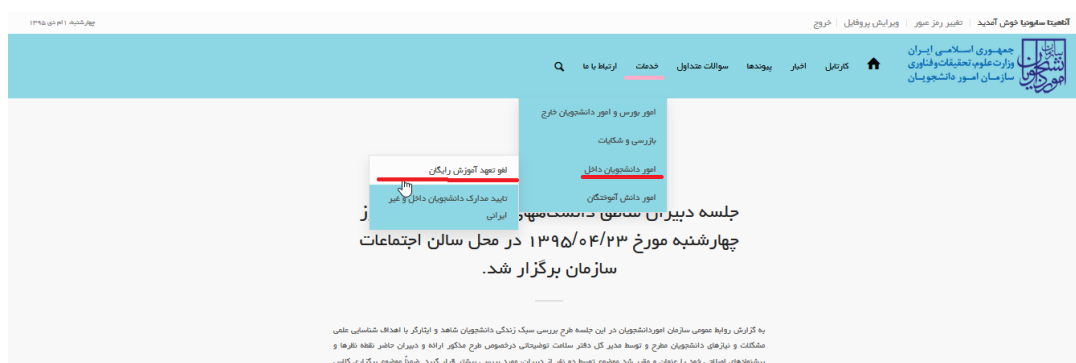 آناهیتا سابونیا خوش آمدید | تغییر رمز عبور | ویرایش پروفایل | خروج
چهارشنبه، ۱ام دی ۱۳۹۵
جمهوری اسلامی ایران
وزارت علوم، تحقیقات و فناوری
سازمان امور دانشجویان
کارتابل اخبار پیوندها سوالات متداول خدمات ارتباط با ما
امور بورس و امور دانشجویان خارج
بازرسی و شکایات
امور دانشجویان داخل
امور دانش آموختگان
لغو تعهد آموزش رایگان
تایید مدارک دانشجویان داخل و غیر
ایرانی
جلسه دبیران مناطق
چهارشنبه مورخ ۱۳۹۵/۰۴/۲۳ در محل سالن اجتماعات
سازمان برگزار شد.
به گزارش روابط عمومی سازمان اموردانشجویان در این جلسه طرح بررسی سبک زندگی دانشجویان شاهد و ایثارگر با اهداف شناسایی علمی
مشکلات و نیازهای دانشجویان مطرح و توسط مدیر کل دفتر سلامت توضیحاتی درخصوص طرح مذکور ارائه و دبیران حاضر نقطه نظرها و